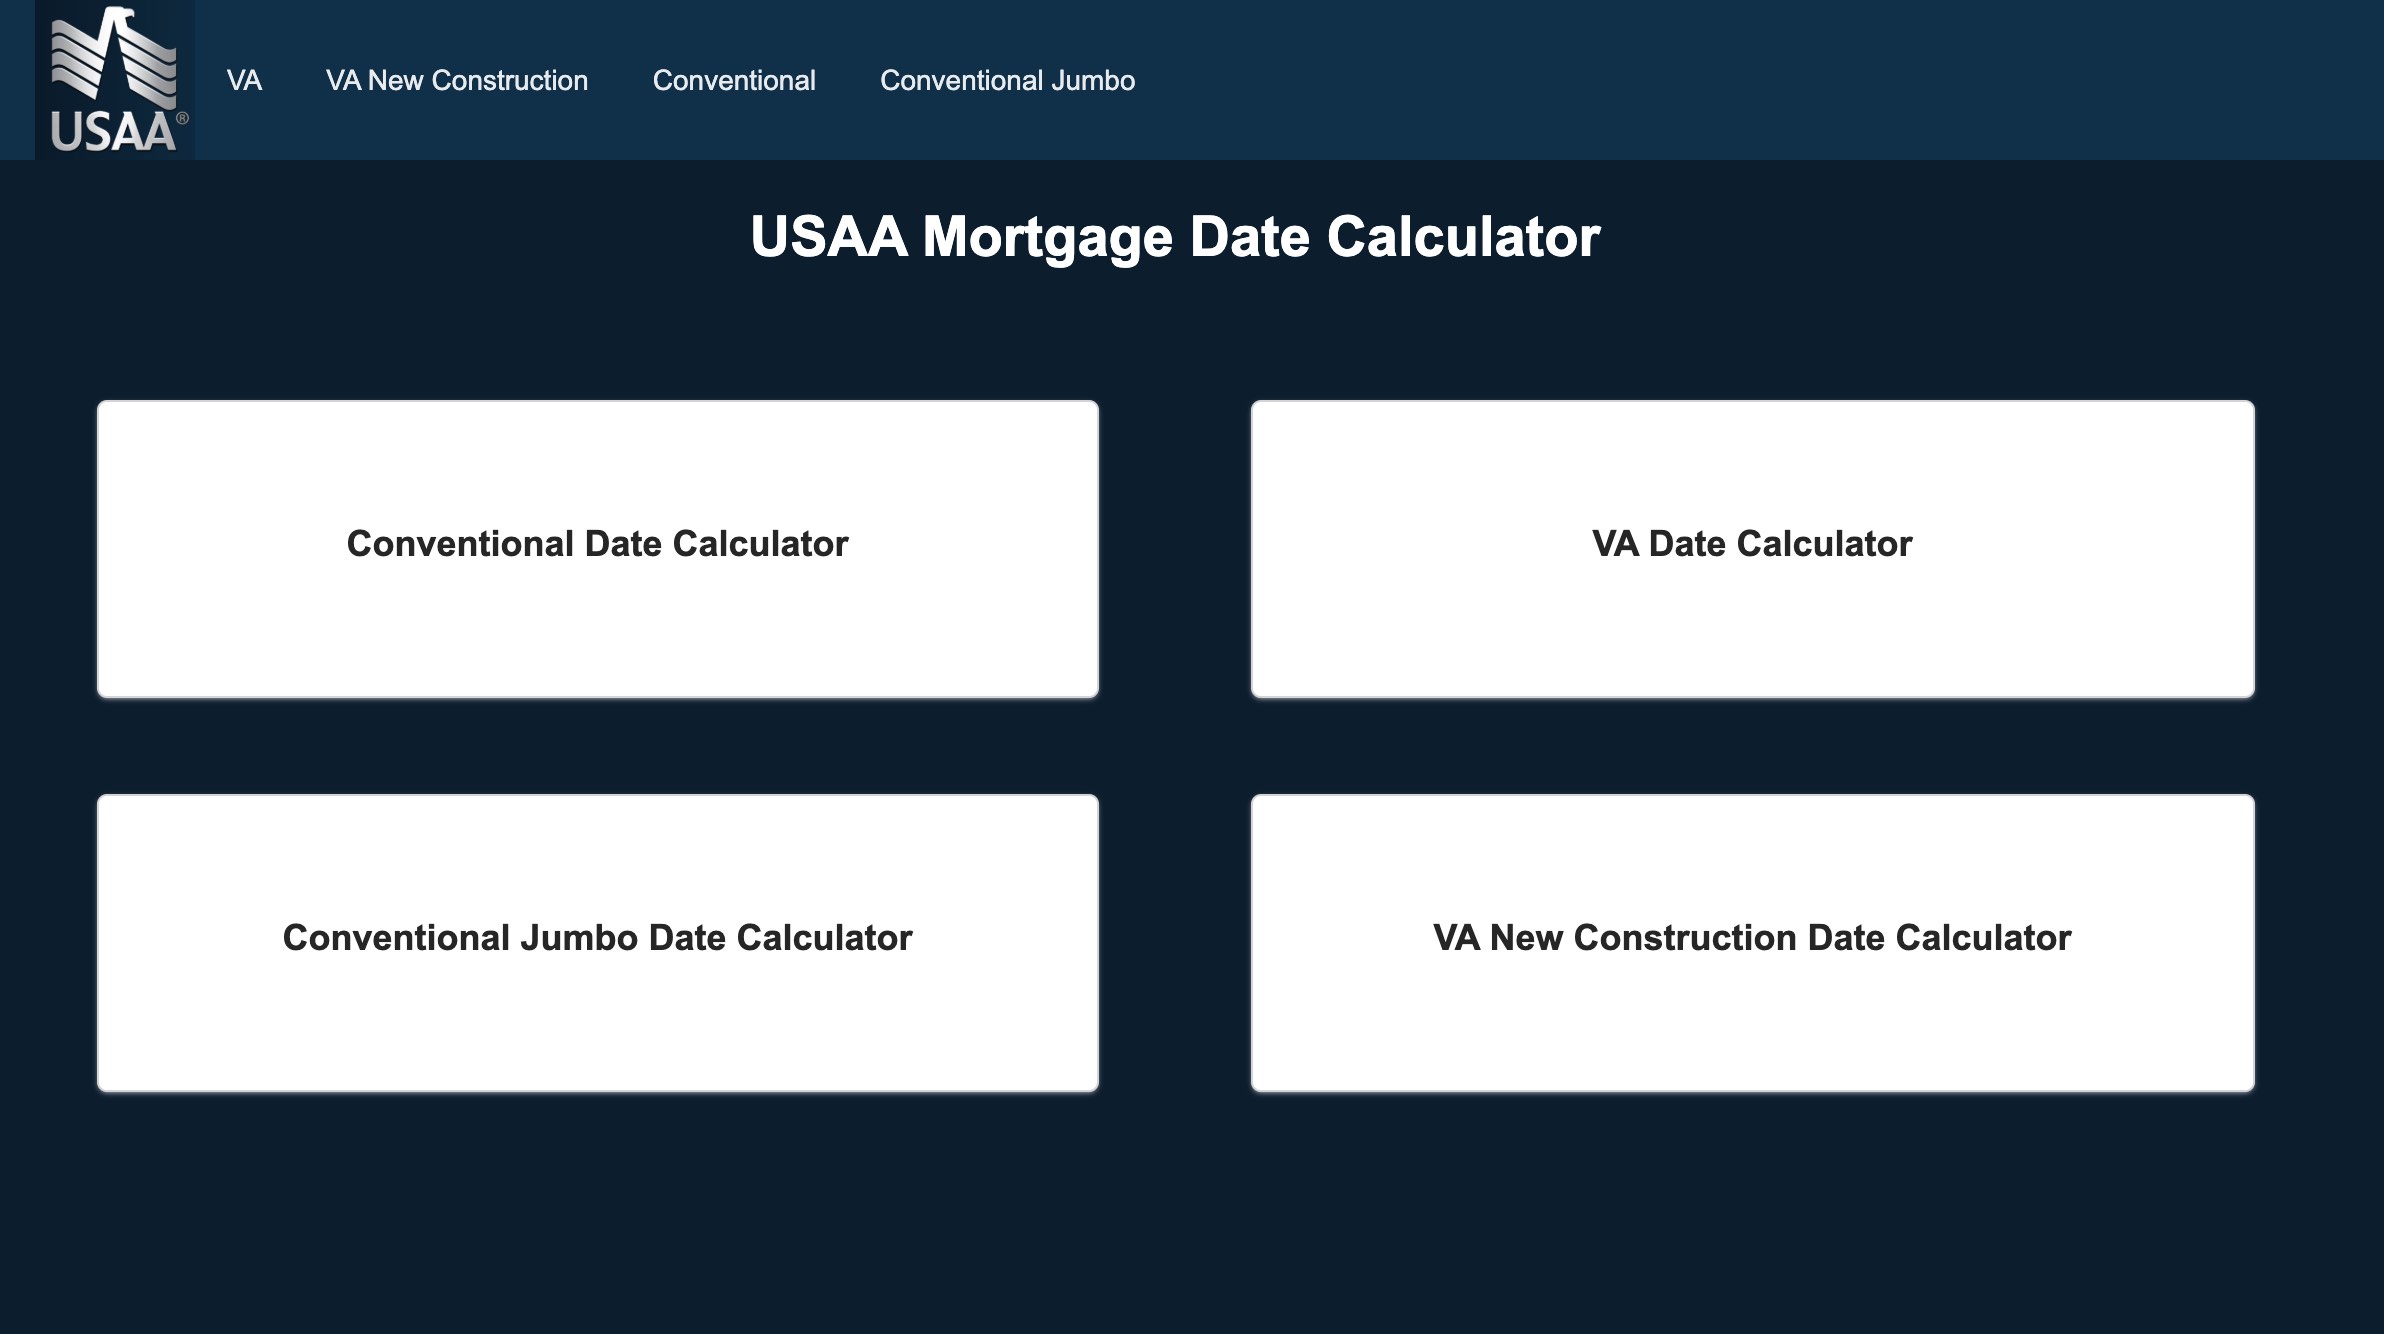 USAA®
VA
VA New Construction
Conventional
Conventional Jumbo
USAA Mortgage Date Calculator
Conventional Date Calculator
VA Date Calculator
Conventional Jumbo Date Calculator
VA New Construction Date Calculator